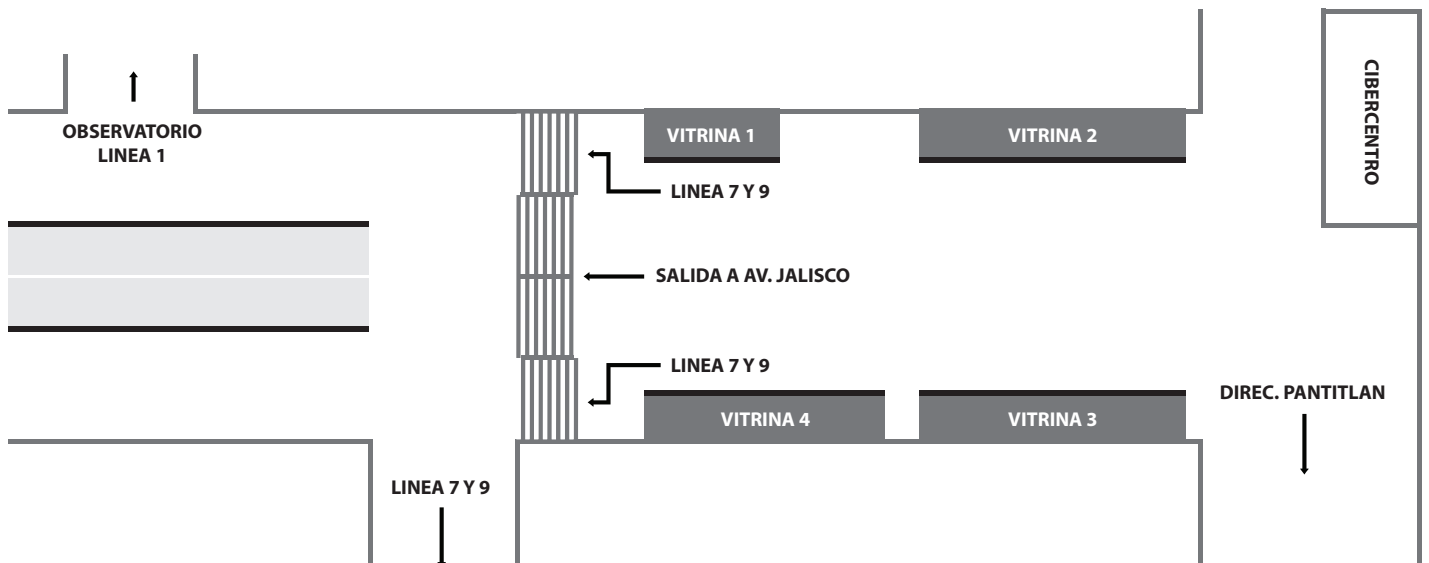 OBSERVATORIO
LINEA 1
VITRINA 1
VITRINA 2
CIBERCENTRO
LINEA 7 Y 9
SALIDA A AV. JALISCO
LINEA 7 Y 9
VITRINA 4
VITRINA 3
DIREC. PANTITLAN
LINEA 7 Y 9